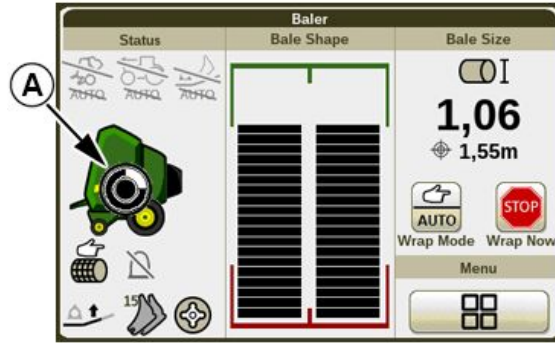 Baler
Status
Bale Shape
Bale Size
A
AUTO
AUTO
AUTO
1,06
1,55m
AUTO
STOP
Wrap Mode
Wrap Now
Menu
15